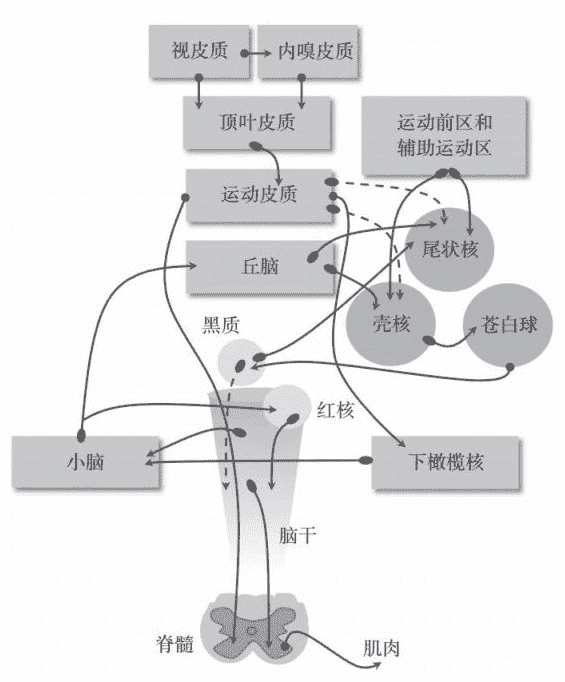 视皮质
内嗅皮质
顶叶皮质
运动前区和
辅助运动区
运动皮质
尾状核
丘脑
黑质
壳核
苍白球
红核
小脑
下橄榄核
脑干
脊髓
肌肉